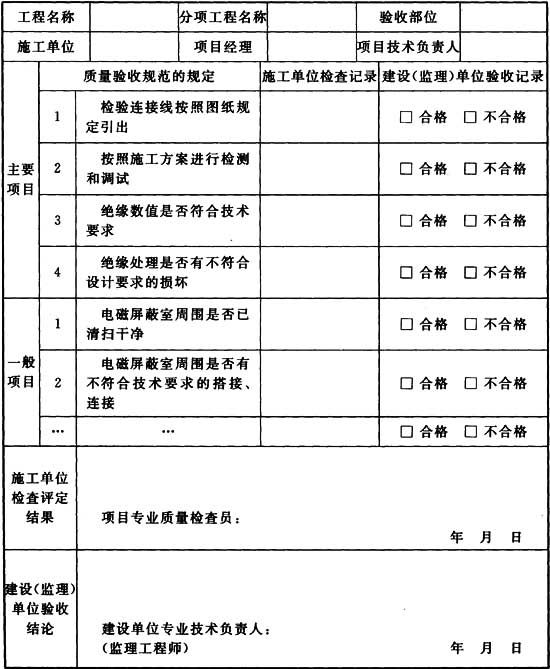 工程名称 分项工程名称 验收部位
施工单位 项目经理 项目技术负责人
质量验收规范的规定 施工单位检查记录 建设(监理)单位验收记录
主要
项目
1 检验连接线按照图纸规
定引出
□ 合格 □ 不合格
2 按照施工方案进行检测
和调试
□ 合格 □ 不合格
3 绝缘数值是否符合技术
要求
□ 合格 □ 不合格
4 绝缘处理是否有不符合
设计要求的损坏
□ 合格 □ 不合格
一般
项目
1 电磁屏蔽室周围是否已
清扫干净
□ 合格 □ 不合格
2 电磁屏蔽室周围是否有
不符合技术要求的搭接、
连接
□ 合格 □ 不合格
… … □ 合格 □ 不合格
施工单位
检查评定
结果
项目专业质量检查员：
年 月 日
建设(监理)
单位验收
结论
建设单位专业技术负责人：
(监理工程师)
年 月 日